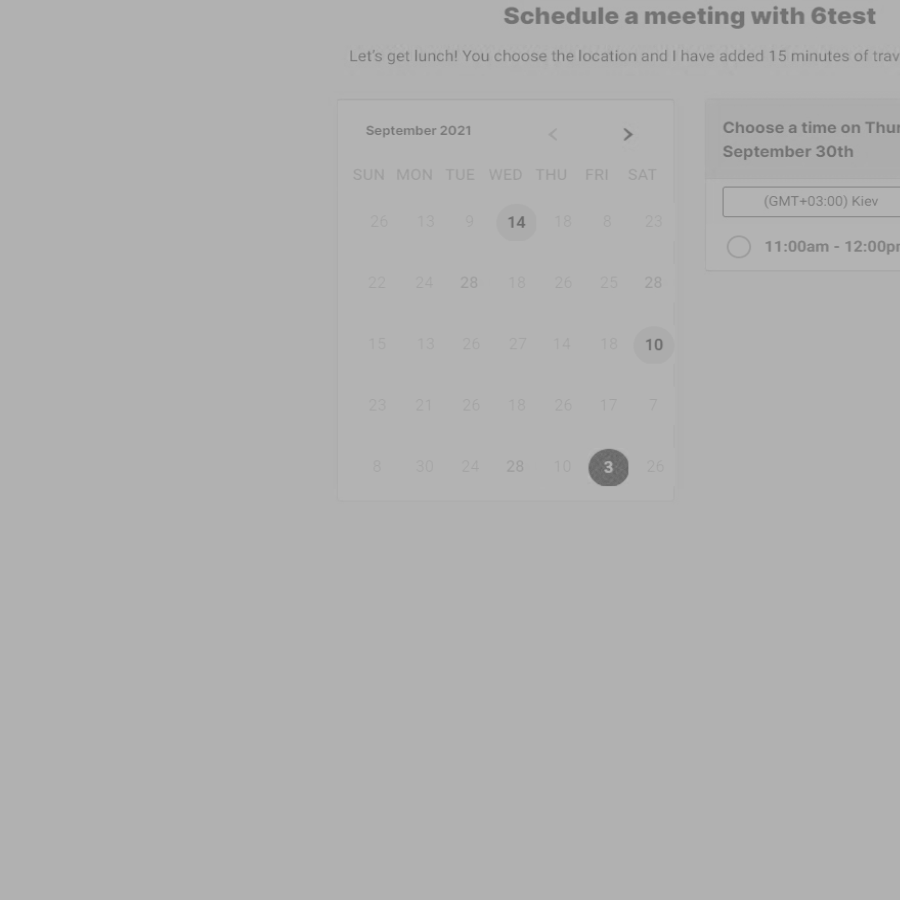 Schedule a meeting with 6test
Let's get lunch! You choose the location and I have added 15 minutes of trav
September 2021
SUN MON TUE WED THU FRI SAT
26 13 9 14 18 8 23
22 24 28 18 26 25 28
15 13 26 27 14 18 10
23 21 26 18 26 17 7
8 30 24 28 10 3 26
Choose a time on Thur
September 30th
(GMT+03:00) Kiev
11:00am - 12:00p